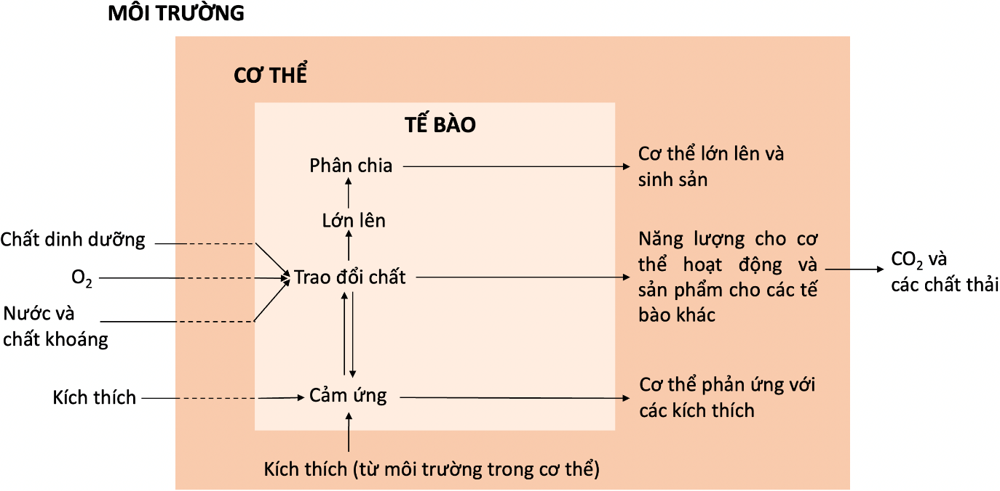 MÔI TRƯỜNG
CƠ THỂ
TẾ BÀO
Phân chia
Cơ thể lớn lên và
sinh sản
Lớn lên
Chất dinh dưỡng
O₂
Nước và
chất khoáng
Trao đổi chất
Năng lượng cho cơ
thể hoạt động và
sản phẩm cho các tế
bào khác
CO₂ và
các chất thải
Kích thích
Cảm ứng
Cơ thể phản ứng với
các kích thích
Kích thích (từ môi trường trong cơ thể)